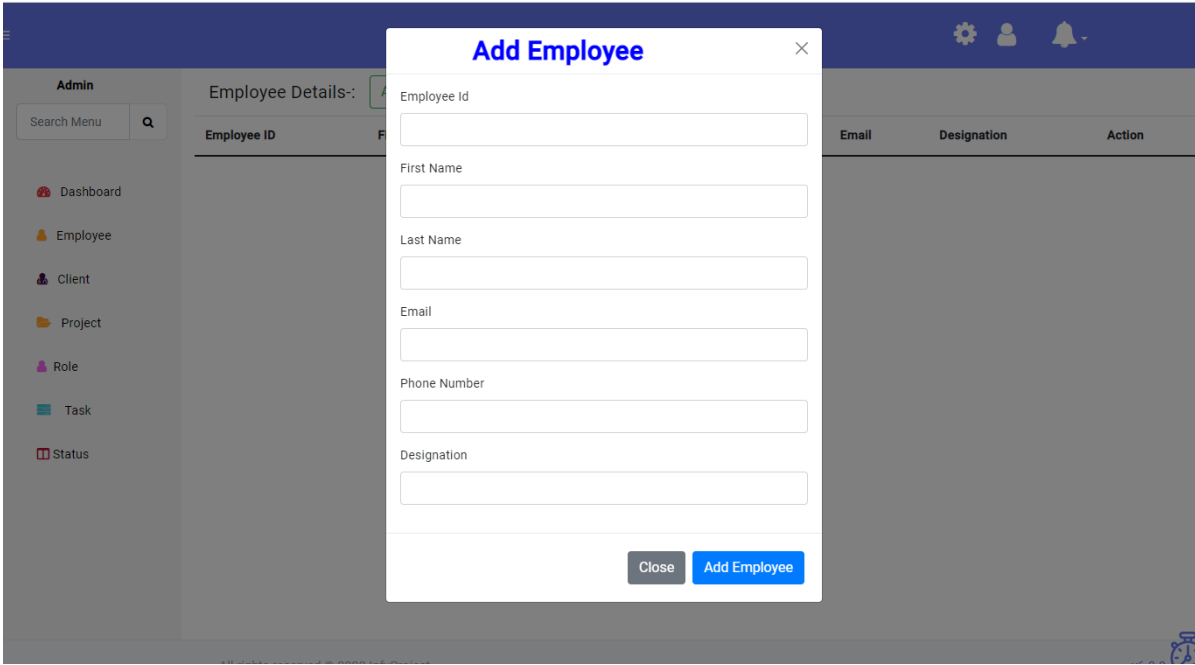 Add Employee
Admin
Search Menu
Employee Details-:
Employee ID
Email Designation Action
Employee Id
First Name
Last Name
Email
Phone Number
Designation
Dashboard
Employee
Client
Project
Role
Task
Status
Close Add Employee